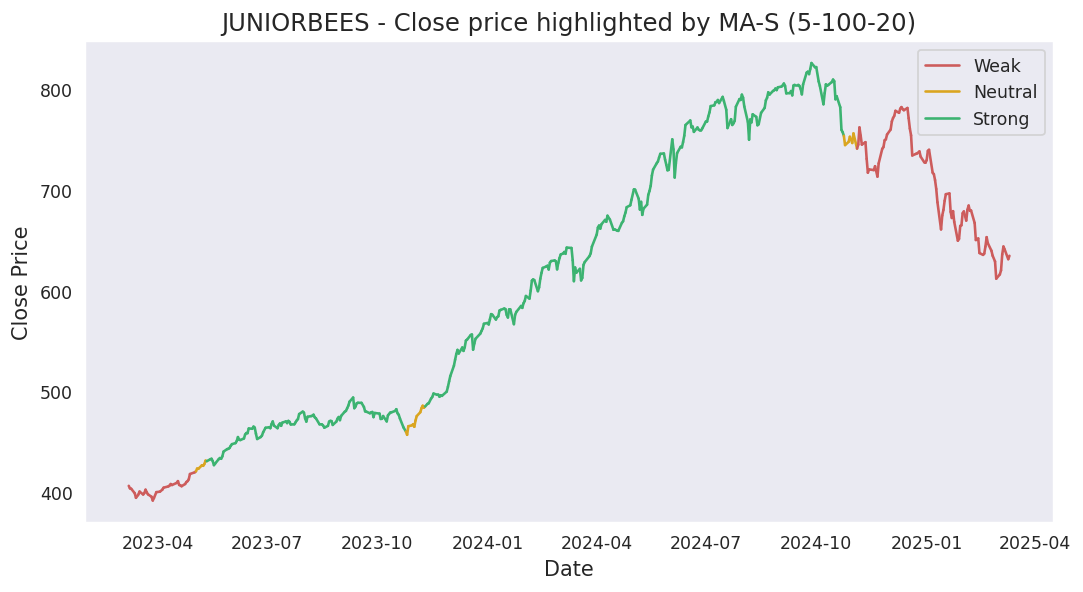 JUNIORBEES - Close price highlighted by MA-S (5-100-20)
Weak
Neutral
Strong
Close Price
800
700
600
500
400
2023-04 2023-07 2023-10 2024-01 2024-04 2024-07 2024-10 2025-01 2025-04
Date